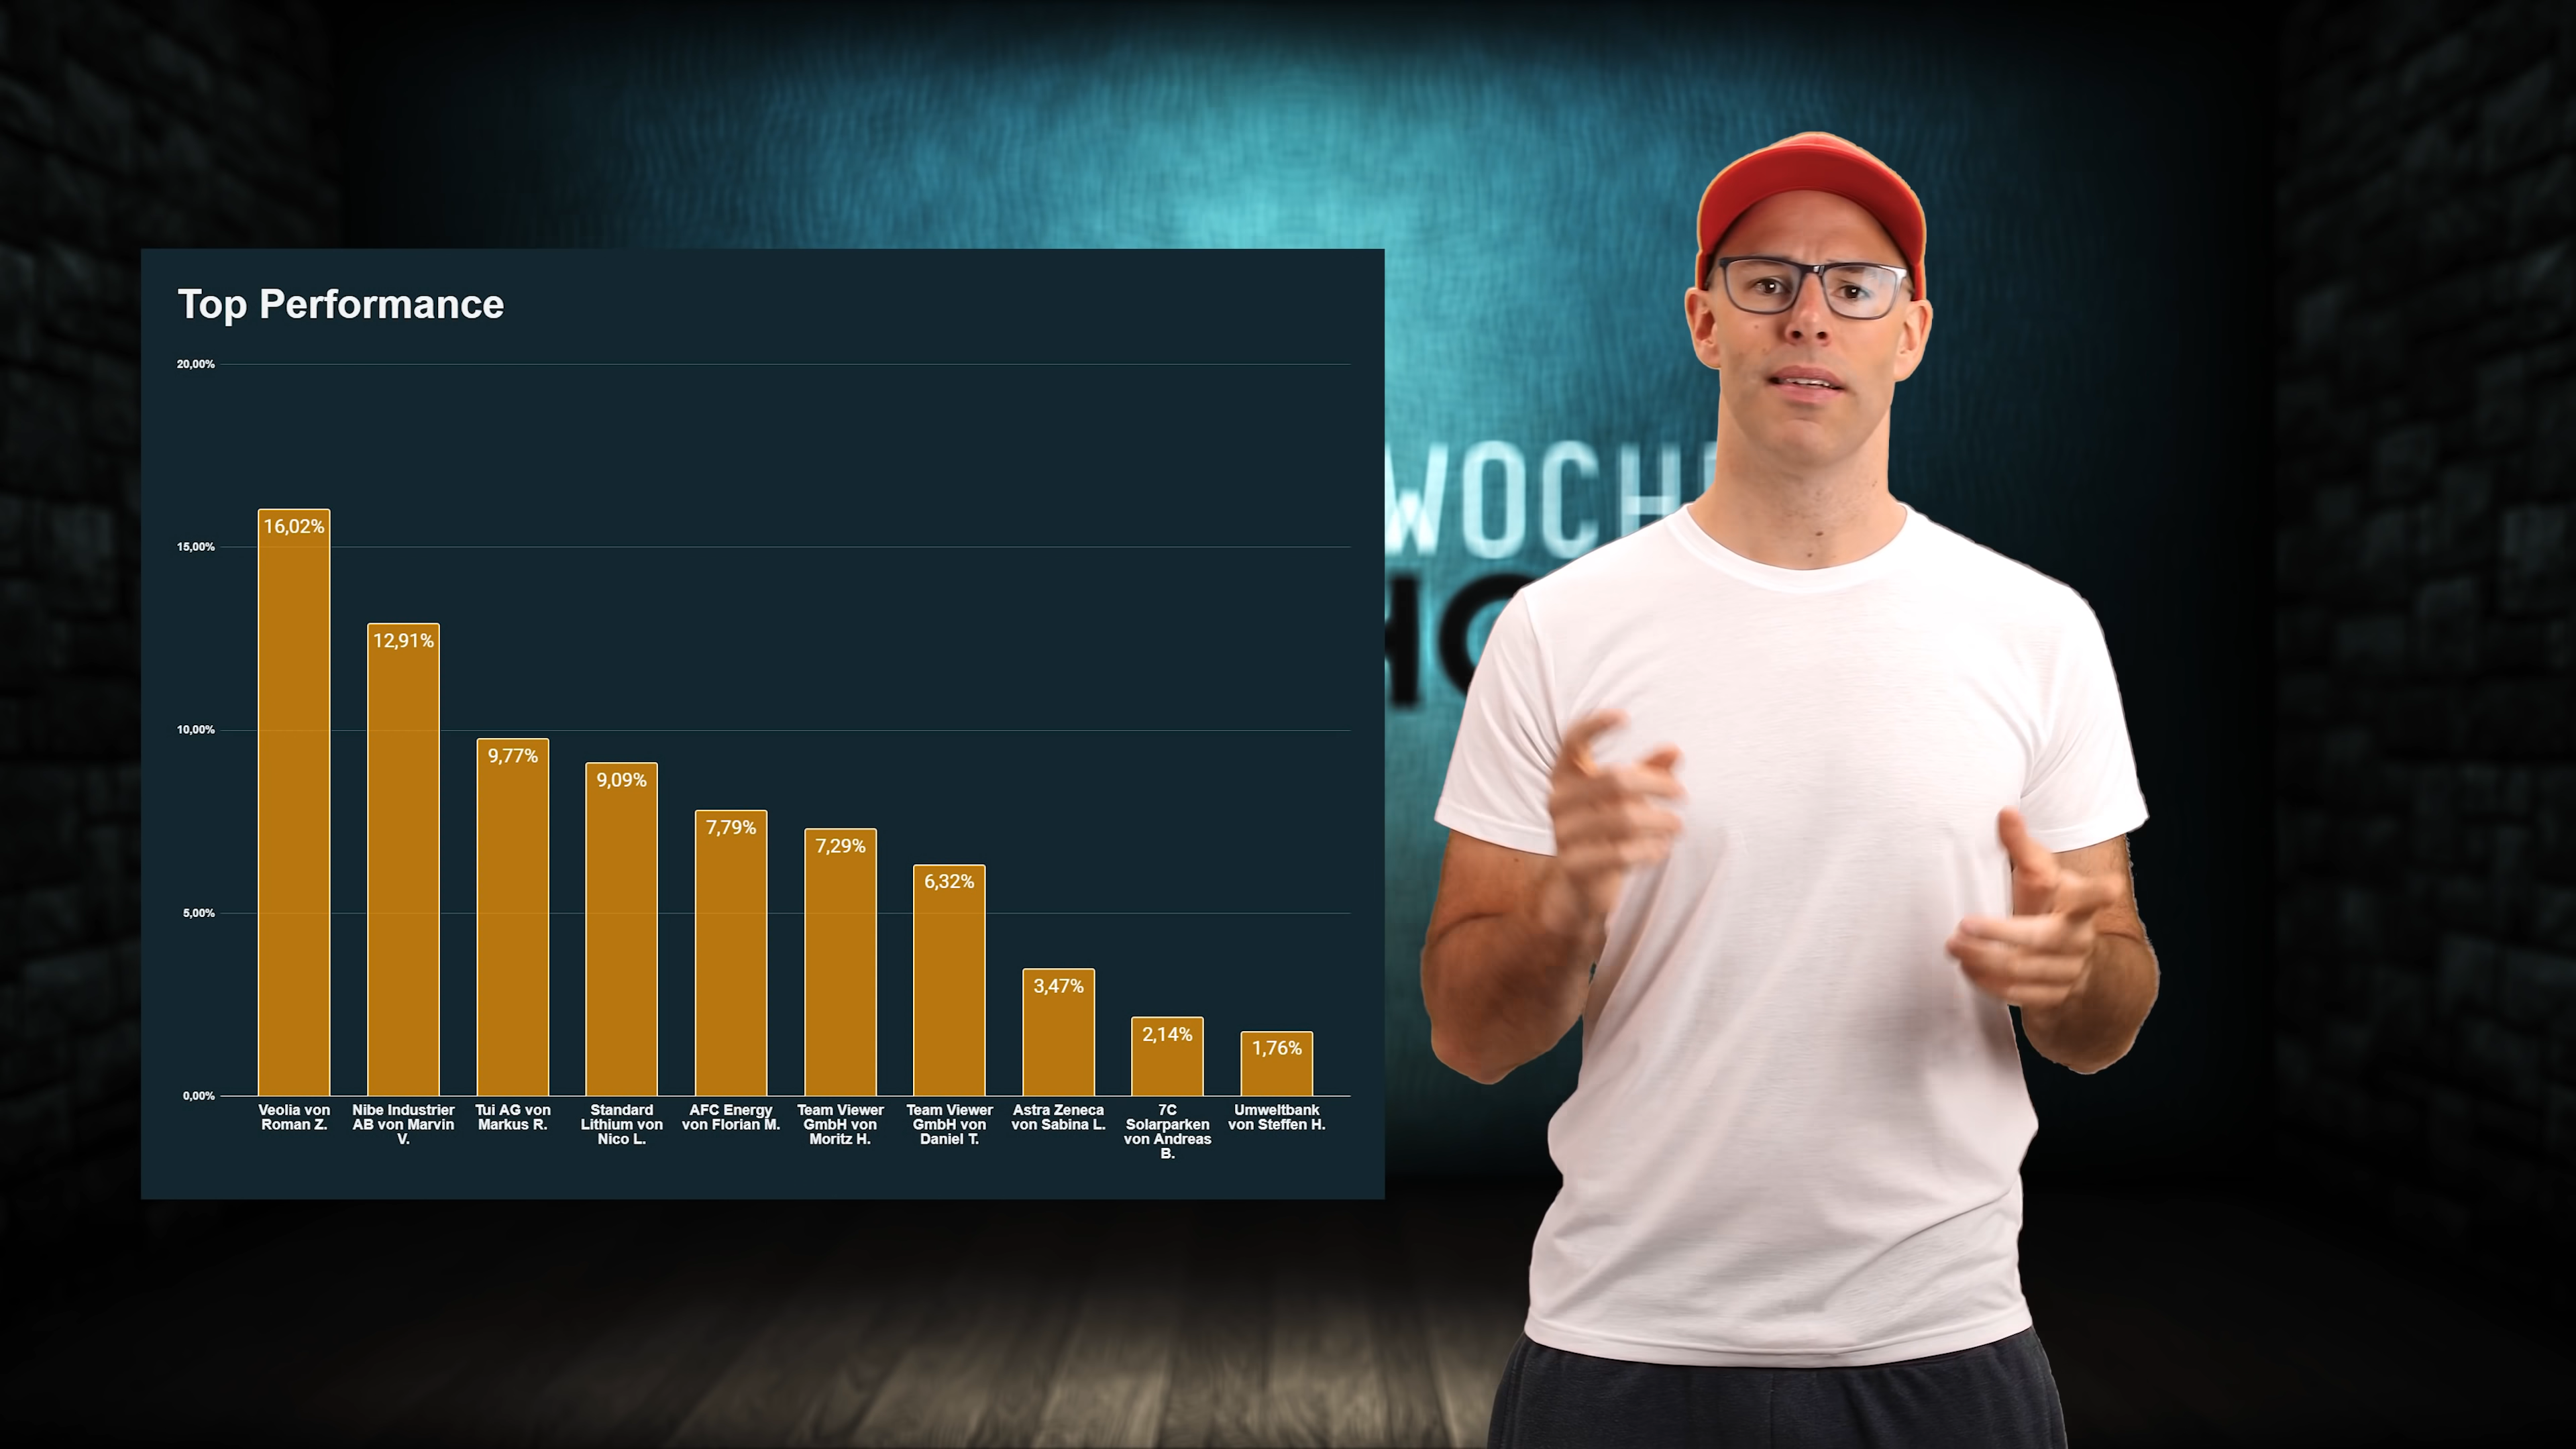 Top Performance
20,00%
15,00%
10,00%
5,00%
0,00%
16,02%
12,91%
9,77%
9,09%
7,79%
7,29%
6,32%
3,47%
2,14%
1,76%
Veolia von
Roman Z.
Nibe Industrier
AB von Marvin
V.
Tui AG von
Markus R.
Standard
Lithium von
Nico L.
AFC Energy
von Florian M.
Team Viewer
GmbH von
Moritz H.
Team Viewer
GmbH von
Daniel T.
Astra Zeneca
von Sabina L.
7C
Solarparken
von Andreas
B.
Umweltbank
von Steffen H.